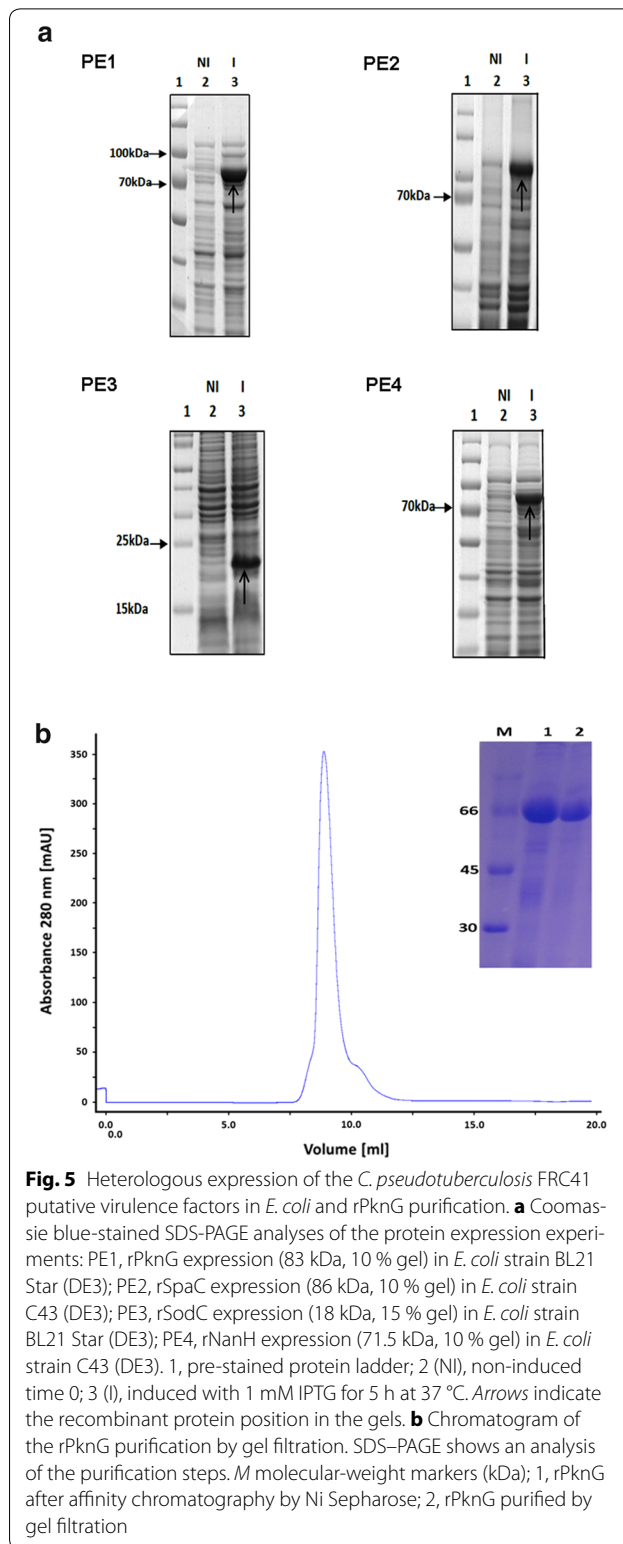 a
PE1
NI I
1 2 3
100kDa
70kDa
PE2
NI I
1 2 3
70kDa
PE3
NI I
1 2 3
25kDa
15kDa
PE4
NI I
1 2 3
70kDa
b
Absorbance 280 nm [mAU]
350
300
250
200
150
100
50
0
0.0 5.0 10.0 15.0 20.0
0.0
Volume [ml]
M 1 2
66
45
30
Fig. 5 Heterologous expression of the C. pseudotuberculosis FRC41
putative virulence factors in E. coli and rPknG purification. a Coomas-
sie blue-stained SDS-PAGE analyses of the protein expression experi-
ments: PE1, rPknG expression (83 kDa, 10 % gel) in E. coli strain BL21
Star (DE3); PE2, rSpaC expression (86 kDa, 10 % gel) in E. coli strain
C43 (DE3); PE3, rSodC expression (18 kDa, 15 % gel) in E. coli strain
BL21 Star (DE3); PE4, rNanH expression (71.5 kDa, 10 % gel) in E. coli
strain C43 (DE3). 1, pre-stained protein ladder; 2 (NI), non-induced
time 0; 3 (I), induced with 1 mM IPTG for 5 h at 37 °C. Arrows indicate
the recombinant protein position in the gels. b Chromatogram of
the rPknG purification by gel filtration. SDS–PAGE shows an analysis
of the purification steps. M molecular-weight markers (kDa); 1, rPknG
after affinity chromatography by Ni Sepharose; 2, rPknG purified by
gel filtration